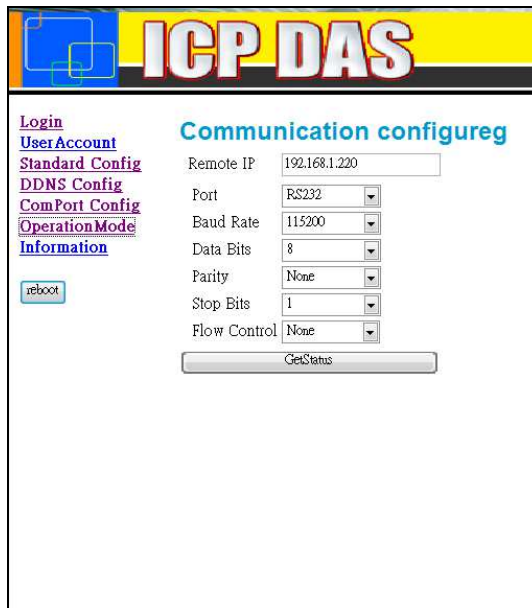 ICP DAS
Login
UserAccount
Standard Config
DDNS Config
ComPort Config
OperationMode
Information
reboot
Communication configureg
Remote IP 192.168.1.220
Port RS232
Baud Rate 115200
Data Bits 8
Parity None
Stop Bits 1
Flow Control None
GetStatus